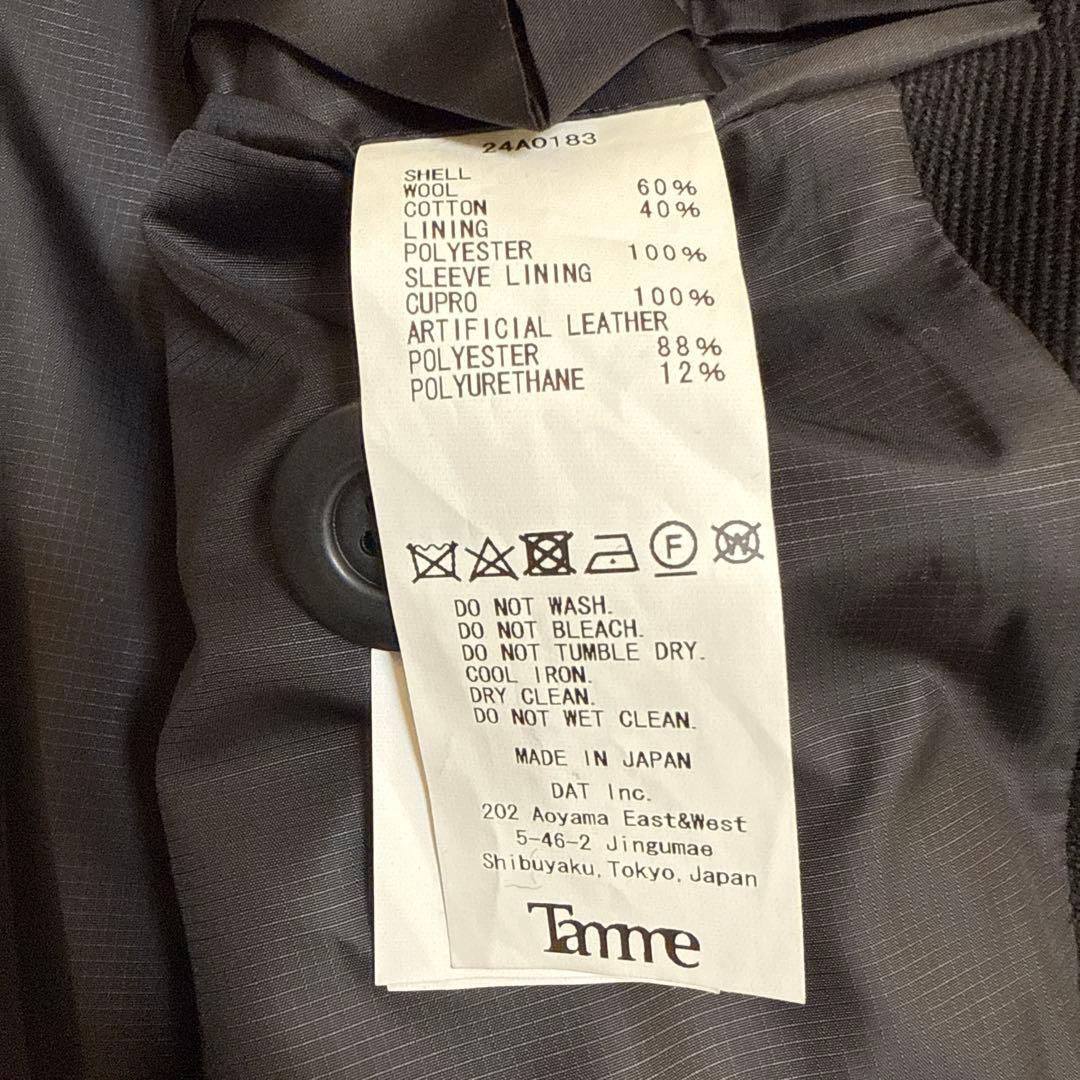 24A0183
SHELL
WOOL 60%
COTTON 40%
LINING
POLYESTER 100%
SLEEVE LINING
CUPRO 100%
ARTIFICIAL LEATHER
POLYESTER 88%
POLYURETHANE 12%
F W
DO NOT WASH.
DO NOT BLEACH.
DO NOT TUMBLE DRY.
COOL IRON.
DRY CLEAN.
DO NOT WET CLEAN.
MADE IN JAPAN
DAT Inc.
202 Aoyama East&West
5-46-2 Jingumae
Shibuyaku, Tokyo, Japan
Tamme